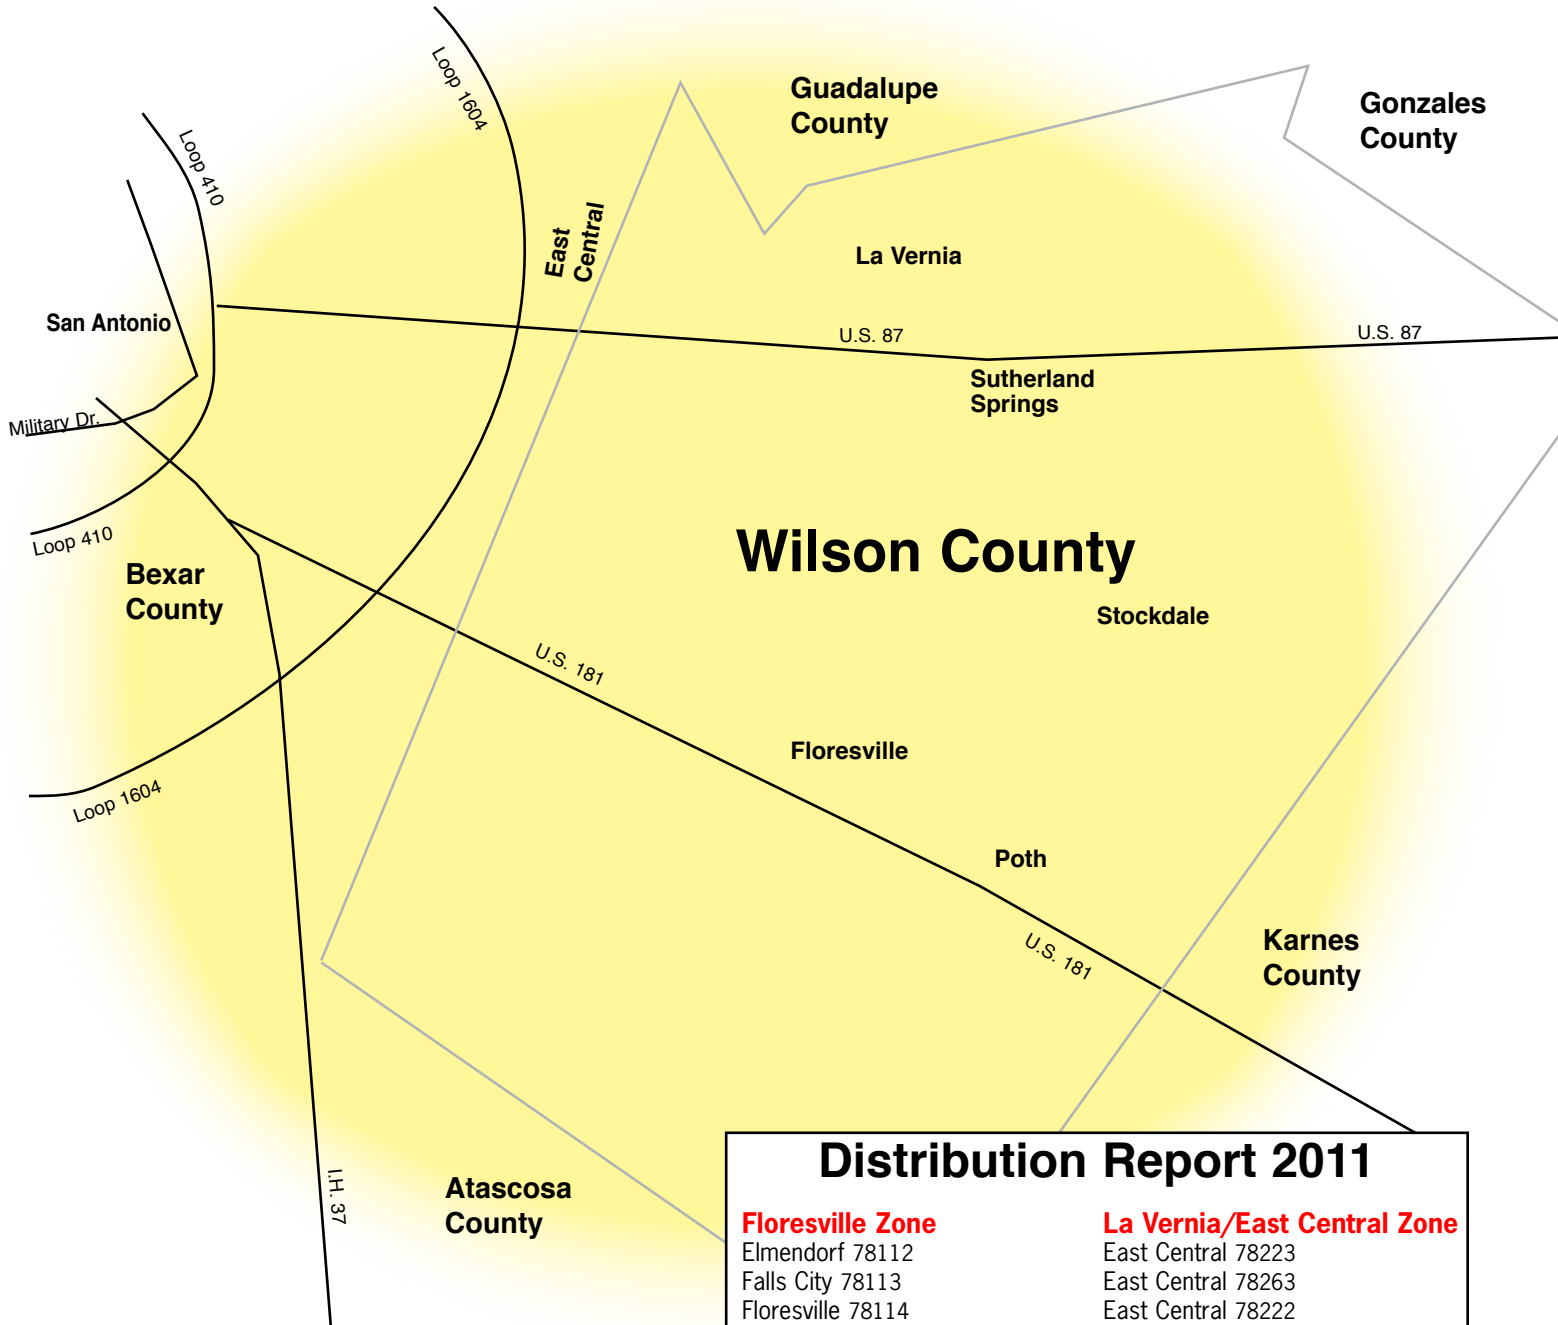 Loop 1604
Guadalupe
County
Gonzales
County
Loop 410
East
Central
La Vernia
San Antonio
U.S. 87
U.S. 87
Sutherland
Springs
Military Dr.
Loop 410
Wilson County
Bexar
County
Stockdale
U.S. 181
Floresville
Loop 1604
Poth
U.S. 181
Karnes
County
I.H. 37
Atascosa
County
Distribution Report 2011
Floresville Zone
Elmendorf 78112
Falls City 78113
Floresville 78114
La Vernia/East Central Zone
East Central 78223
East Central 78263
East Central 78222